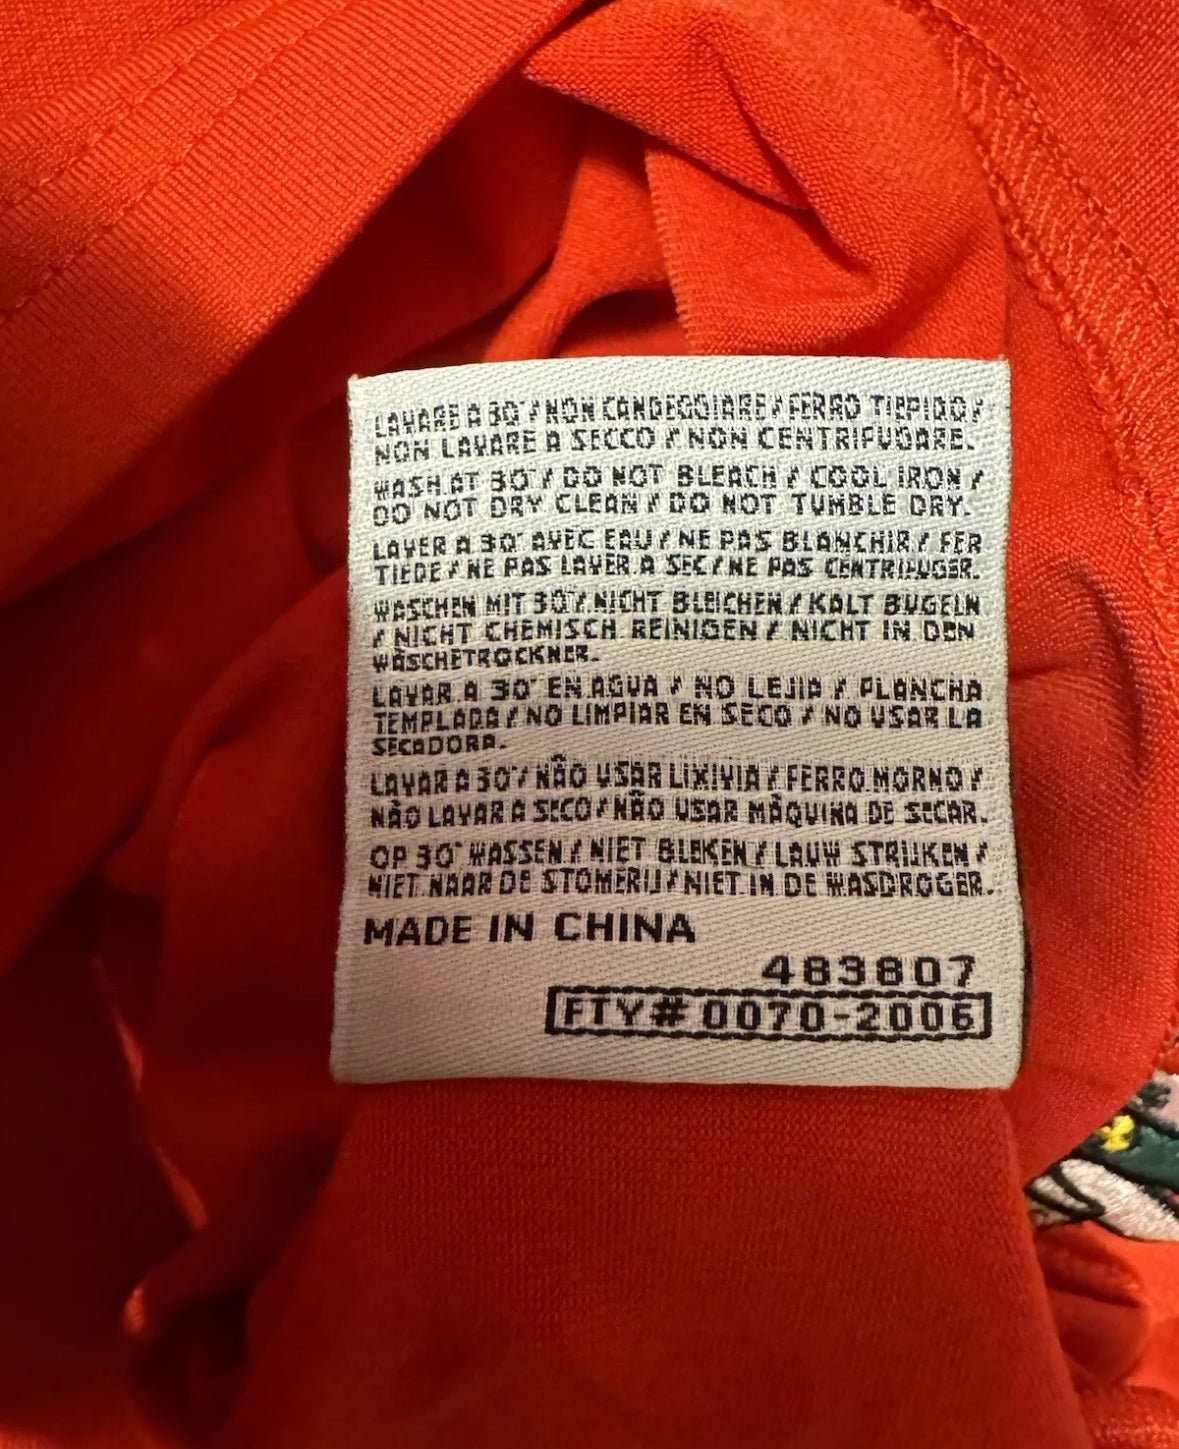 LAVARE A 30°/NON CANDEGGIARE/FERRO TIEPIDO/
NON LAVARE A SECCO / NON CENTRIFUGARE.
WASH AT 30°/ DO NOT BLEACH / COOL IRON /
DO NOT DRY CLEAN / DO NOT TUMBLE DRY.
LAVER A 30° AVEC EAU / NE PAS BLANCHIR / FER
TIEDE / NE PAS LAVER A SEC / NE PAS CENTRIFUGER.
WASCHEN MIT 30°/ NICHT BLEICHEN / KALT BUGELN
/ NICHT CHEMISCH REINIGEN / NICHT IN DEN
WÄSCHETROCKNER.
LAVAR A 30° EN AGUA / NO LEJIA / PLANCHA
TEMPLADA / NO LIMPIAR EN SECO / NO USAR LA
SECADORA.
LAVAR A 30°/ NÃO USAR LIXIVIA / FERRO MORNO /
NÃO LAVAR A SECO / NÃO USAR MÁQUINA DE SECAR.
OP 30° WASSEN / NIET BLEKEN / LAUW STRIJKEN /
NIET NAAR DE STOMERIJ / NIET IN DE WASDROGER.
MADE IN CHINA
483807
FTY# 0070-2006